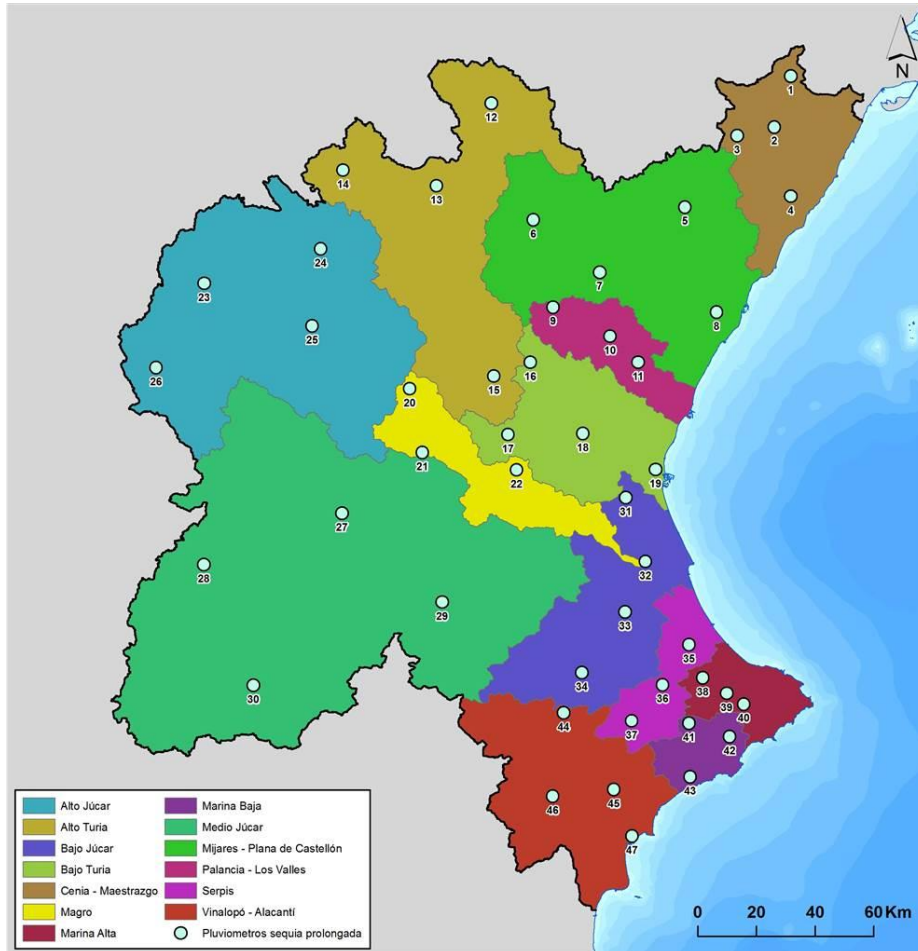 N
1
2
3
4
5
6
7
8
9
10
11
12
13
14
15
16
17
18
19
20
21
22
23
24
25
26
27
28
29
30
31
32
33
34
35
36
37
38
39
40
41
42
43
44
45
46
47
Alto Júcar
Alto Turia
Bajo Júcar
Bajo Turia
Cenia - Maestrazgo
Magro
Marina Alta
Marina Baja
Medio Júcar
Mijares - Plana de Castellón
Palancia - Los Valles
Serpis
Vinalopó - Alacantí
Pluviometros sequia prolongada
0 20 40 60 Km